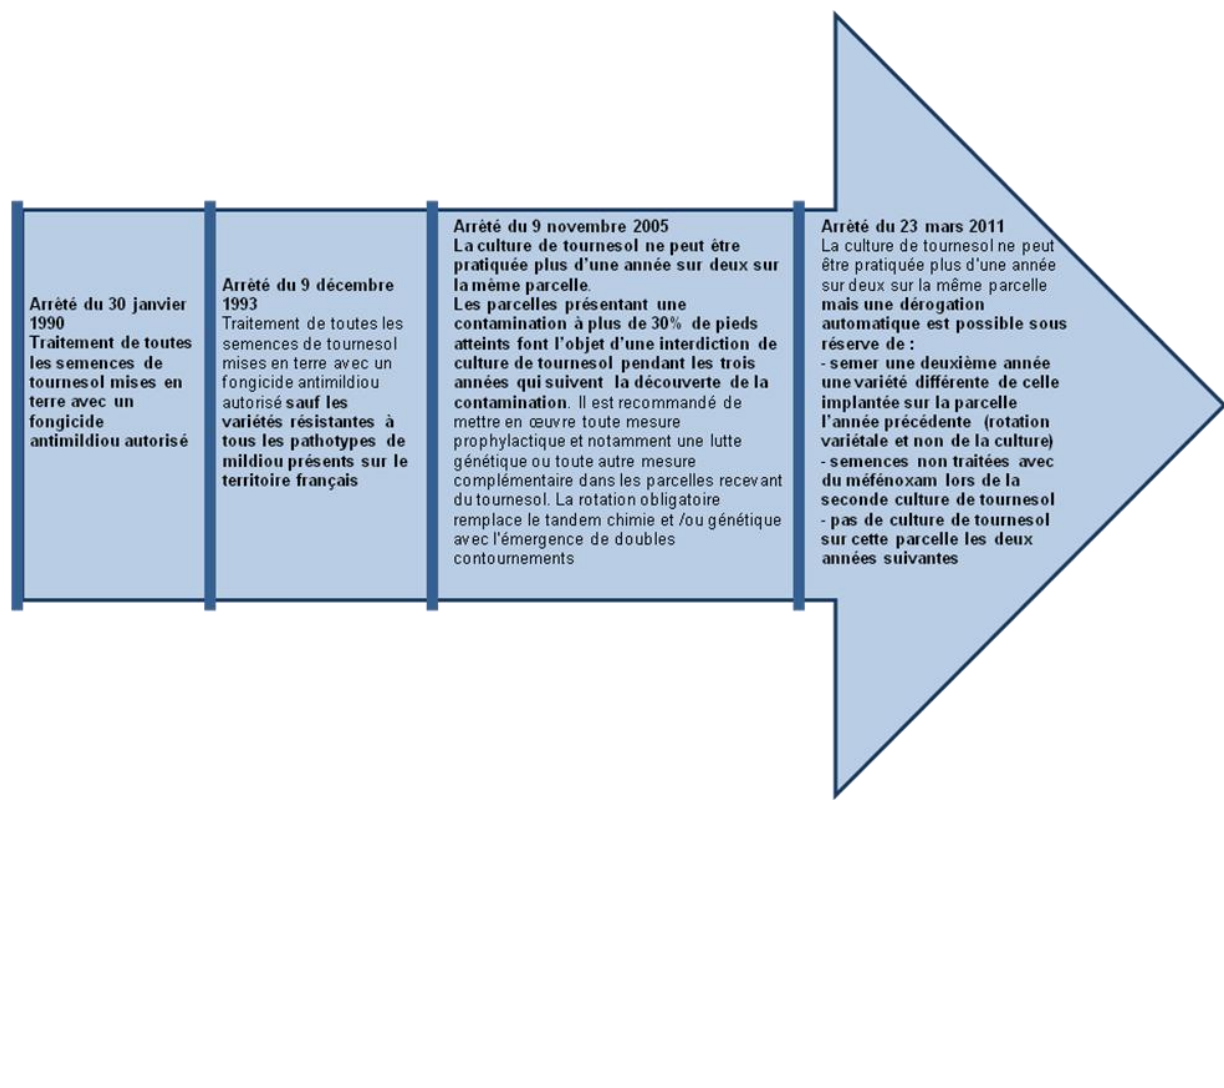 Arrêté du 30 janvier
1990
Traitement de toutes
les semences de
tournesol mises en
terre avec un
fongicide
antimildiou autorisé
Arrêté du 9 décembre
1993
Traitement de toutes les
semences de tournesol
mises en terre avec un
fongicide antimildiou
autorisé sauf les
variétés résistantes à
tous les pathotypes de
mildiou présents sur le
territoire français
Arrêté du 9 novembre 2005
La culture de tournesol ne peut être
pratiquée plus d'une année sur deux sur
la même parcelle.
Les parcelles présentant une
contamination à plus de 30% de pieds
atteints font l'objet d'une interdiction de
culture de tournesol pendant les trois
années qui suivent la découverte de la
contamination. Il est recommandé de
mettre en œuvre toute mesure
prophylactique et notamment une lutte
génétique ou toute autre mesure
complémentaire dans les parcelles recevant
du tournesol. La rotation obligatoire
remplace le tandem chimie et /ou génétique
avec l'émergence de doubles
contournements
Arrêté du 23 mars 2011
La culture de tournesol ne peut
être pratiquée plus d'une année
sur deux sur la même parcelle
mais une dérogation
automatique est possible sous
réserve de :
- semer une deuxième année
une variété différente de celle
implantée sur la parcelle
l'année précédente (rotation
variétale et non de la culture)
- semences non traitées avec
du méfénoxam lors de la
seconde culture de tournesol
- pas de culture de tournesol
sur cette parcelle les deux
années suivantes